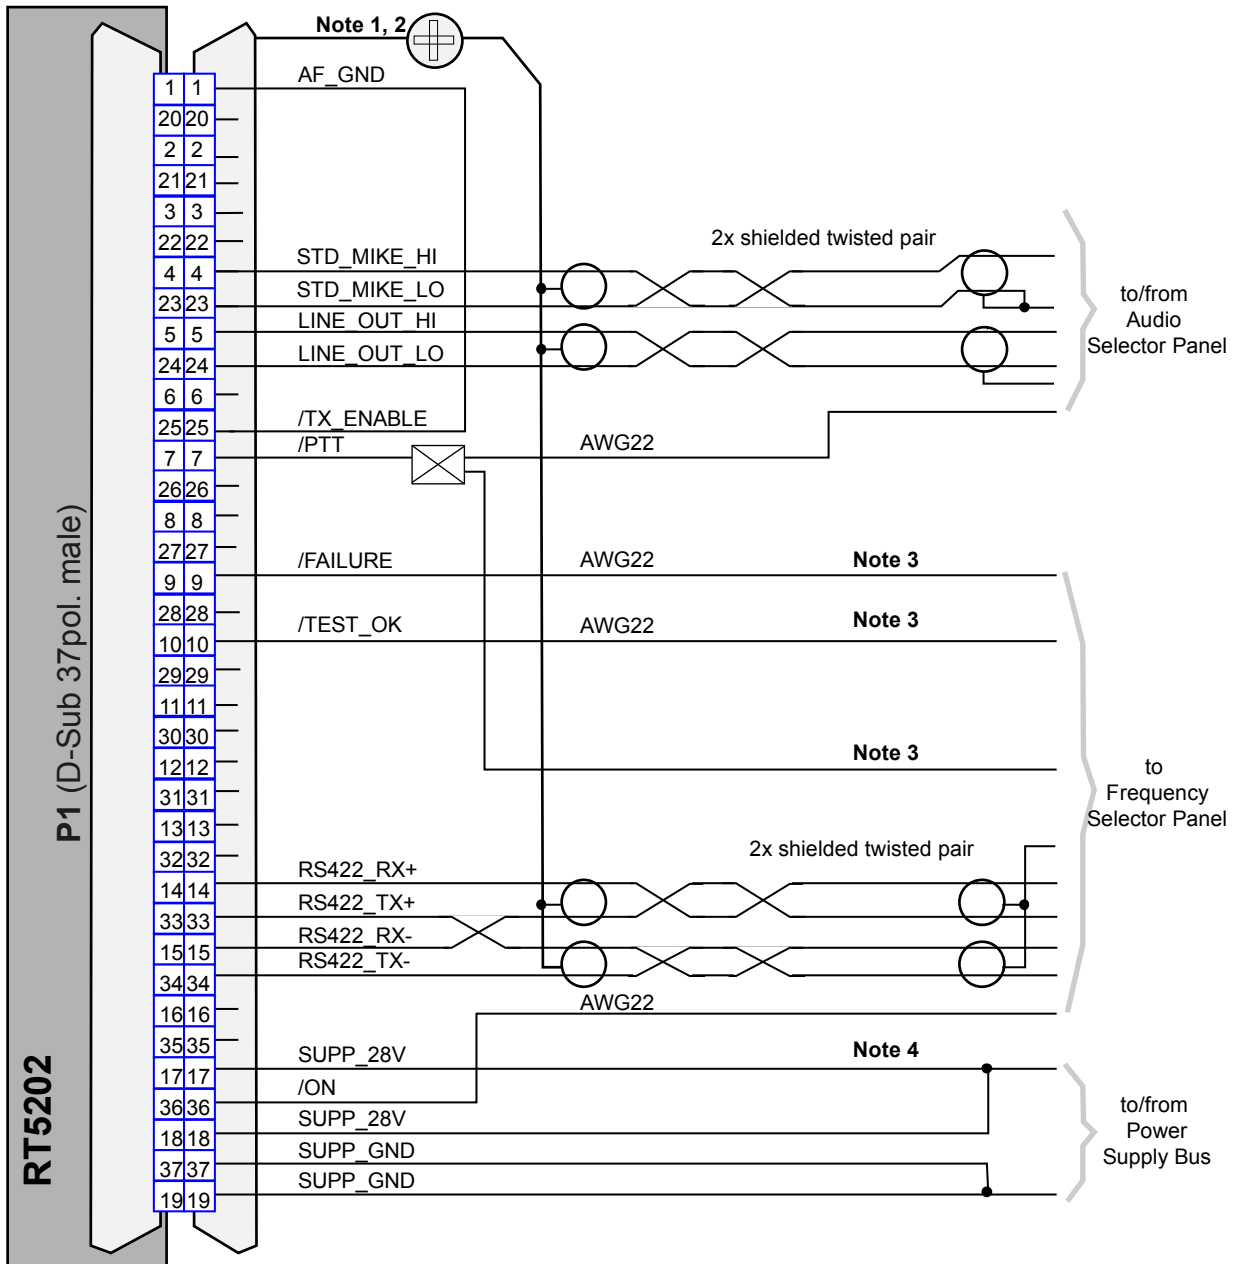 Note 1, 2
AF_GND
1 1
20 20
2 2
21 21
3 3
22 22
2x shielded twisted pair
STD_MIKE_HI
4 4
STD_MIKE_LO
23 23
to/from
Audio
Selector Panel
LINE_OUT_HI
5 5
LINE_OUT_LO
24 24
6 6
/TX_ENABLE
25 25
/PTT
AWG22
7 7
26 26
8 8
27 27
/FAILURE
AWG22
Note 3
9 9
28 28
/TEST_OK
AWG22
Note 3
10 10
29 29
11 11
30 30
Note 3
12 12
31 31
to
Frequency
Selector Panel
13 13
32 32
2x shielded twisted pair
RS422_RX+
14 14
RS422_TX+
33 33
RS422_RX-
15 15
RS422_TX-
34 34
AWG22
16 16
35 35
SUPP_28V
Note 4
17 17
/ON
36 36
SUPP_28V
18 18
to/from
Power
Supply Bus
SUPP_GND
37 37
SUPP_GND
19 19
P1 (D-Sub 37pol. male)
RT5202